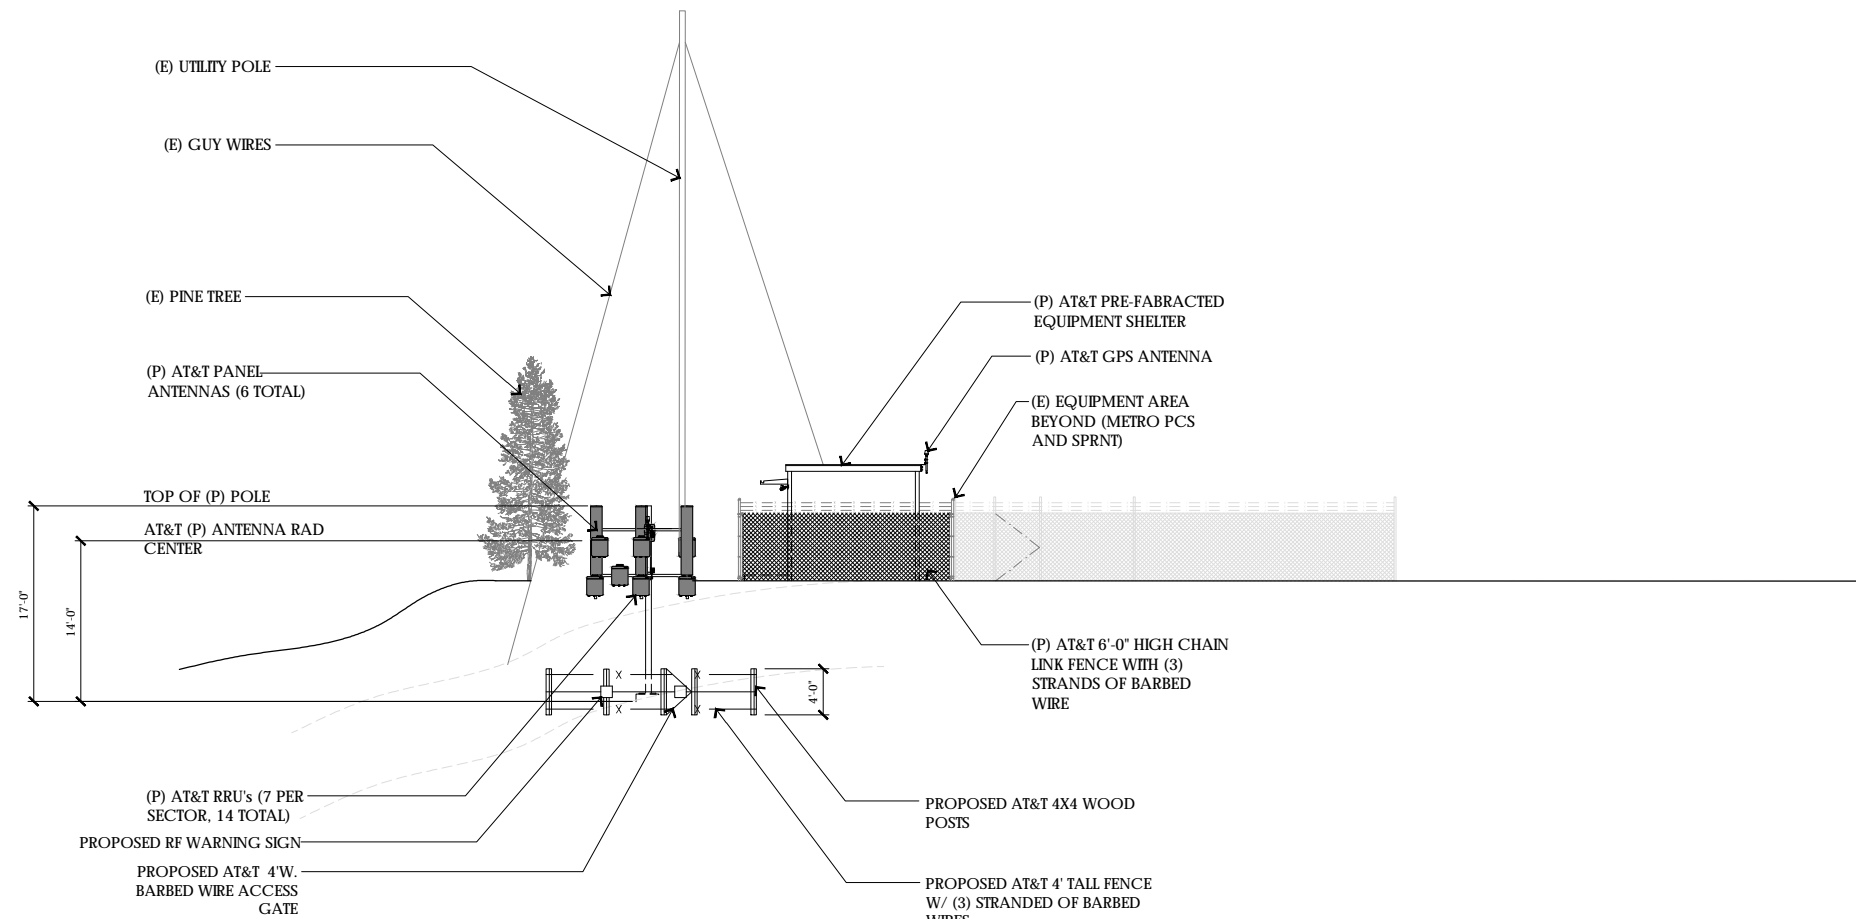 (E) UTILITY POLE
(E) GUY WIRES
(E) PINE TREE
(P) AT&T PANEL
ANTENNAS (6 TOTAL)
TOP OF (P) POLE
AT&T (P) ANTENNA RAD
CENTER
17'-0"
14'-0"
(P) AT&T RRU's (7 PER
SECTOR, 14 TOTAL)
PROPOSED RF WARNING SIGN
PROPOSED AT&T 4'W.
BARBED WIRE ACCESS
GATE
(P) AT&T PRE-FABRACTED
EQUIPMENT SHELTER
(P) AT&T GPS ANTENNA
(E) EQUIPMENT AREA
BEYOND (METRO PCS
AND SPRNT)
(P) AT&T 6'-0" HIGH CHAIN
LINK FENCE WITH (3)
STRANDS OF BARBED
WIRE
X X
4'-0"
X X
PROPOSED AT&T 4X4 WOOD
POSTS
PROPOSED AT&T 4' TALL FENCE
W/ (3) STRANDED OF BARBED
WIRES